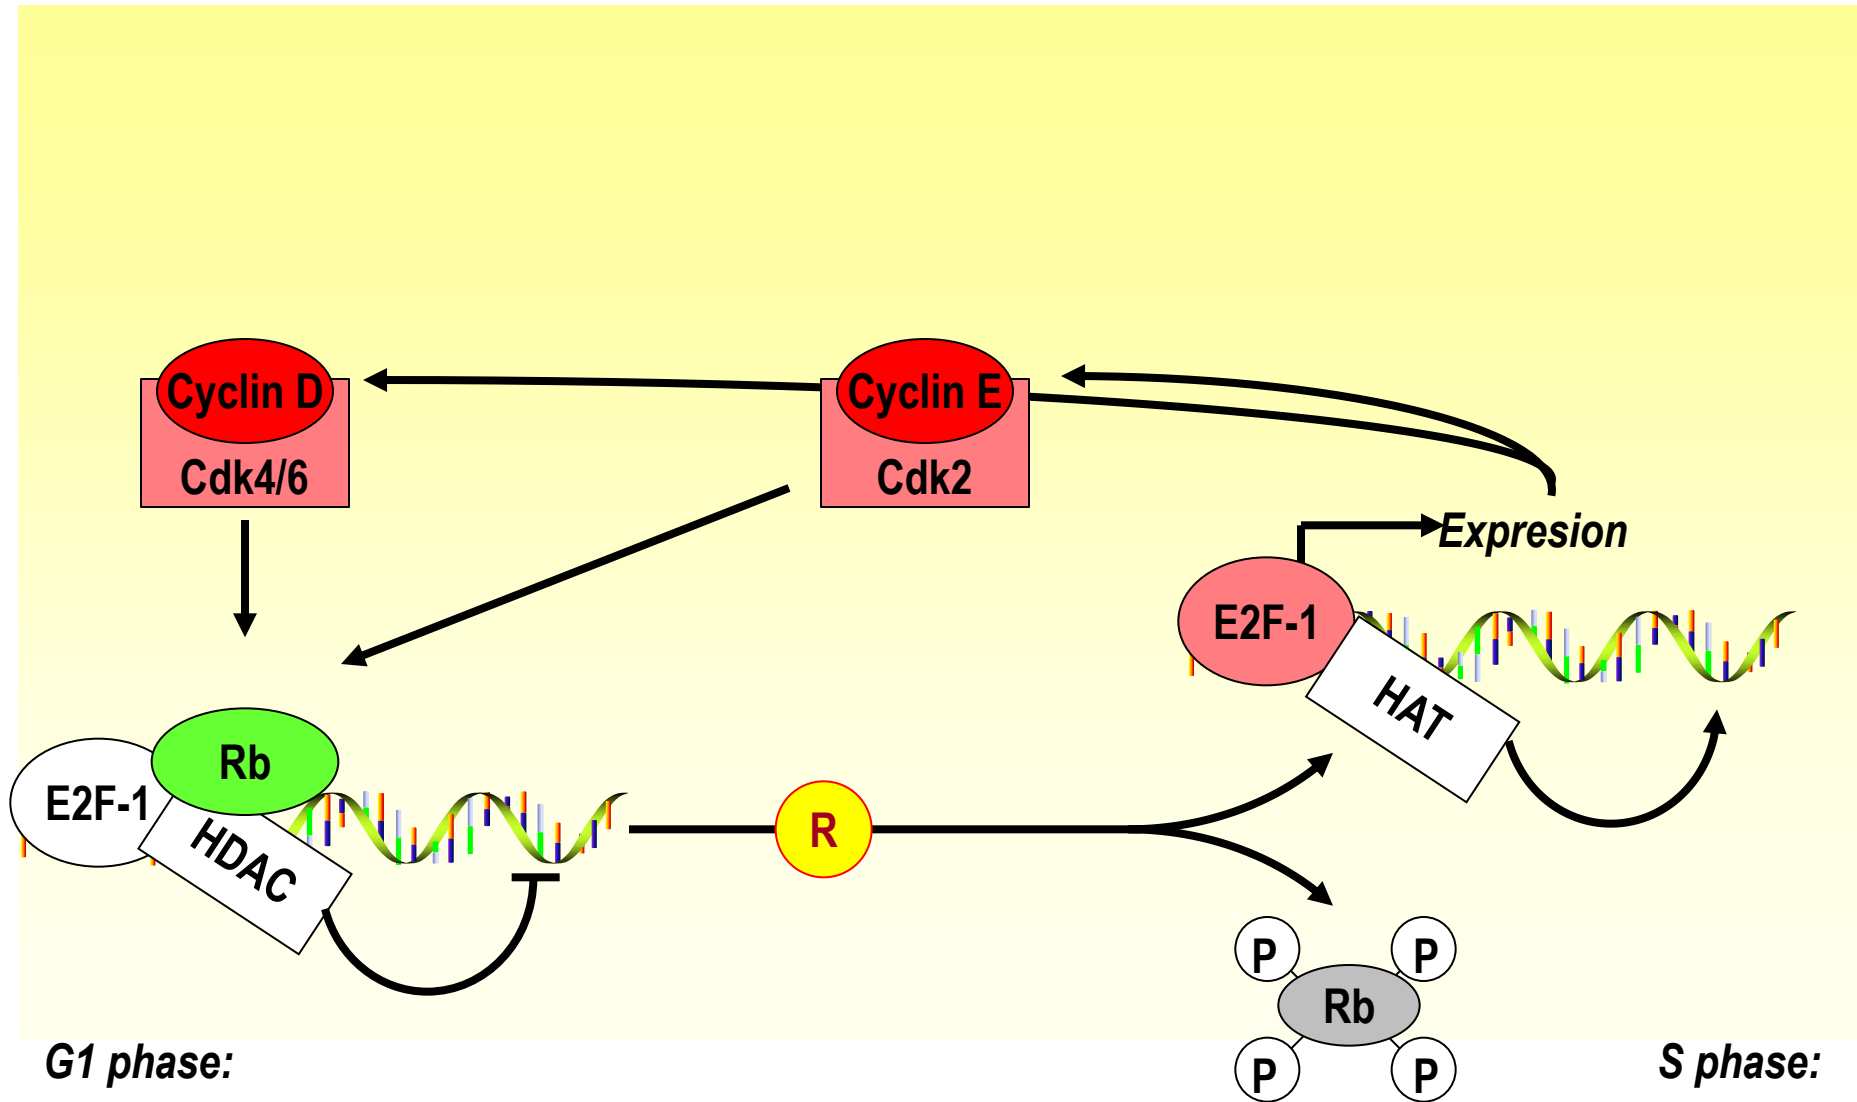 Cyclin D
Cdk4/6
Cyclin E
Cdk2
Expresion
E2F-1
HAT
Rb
E2F-1
HDAC
R
P
P
Rb
P
P
G1 phase:
S phase: